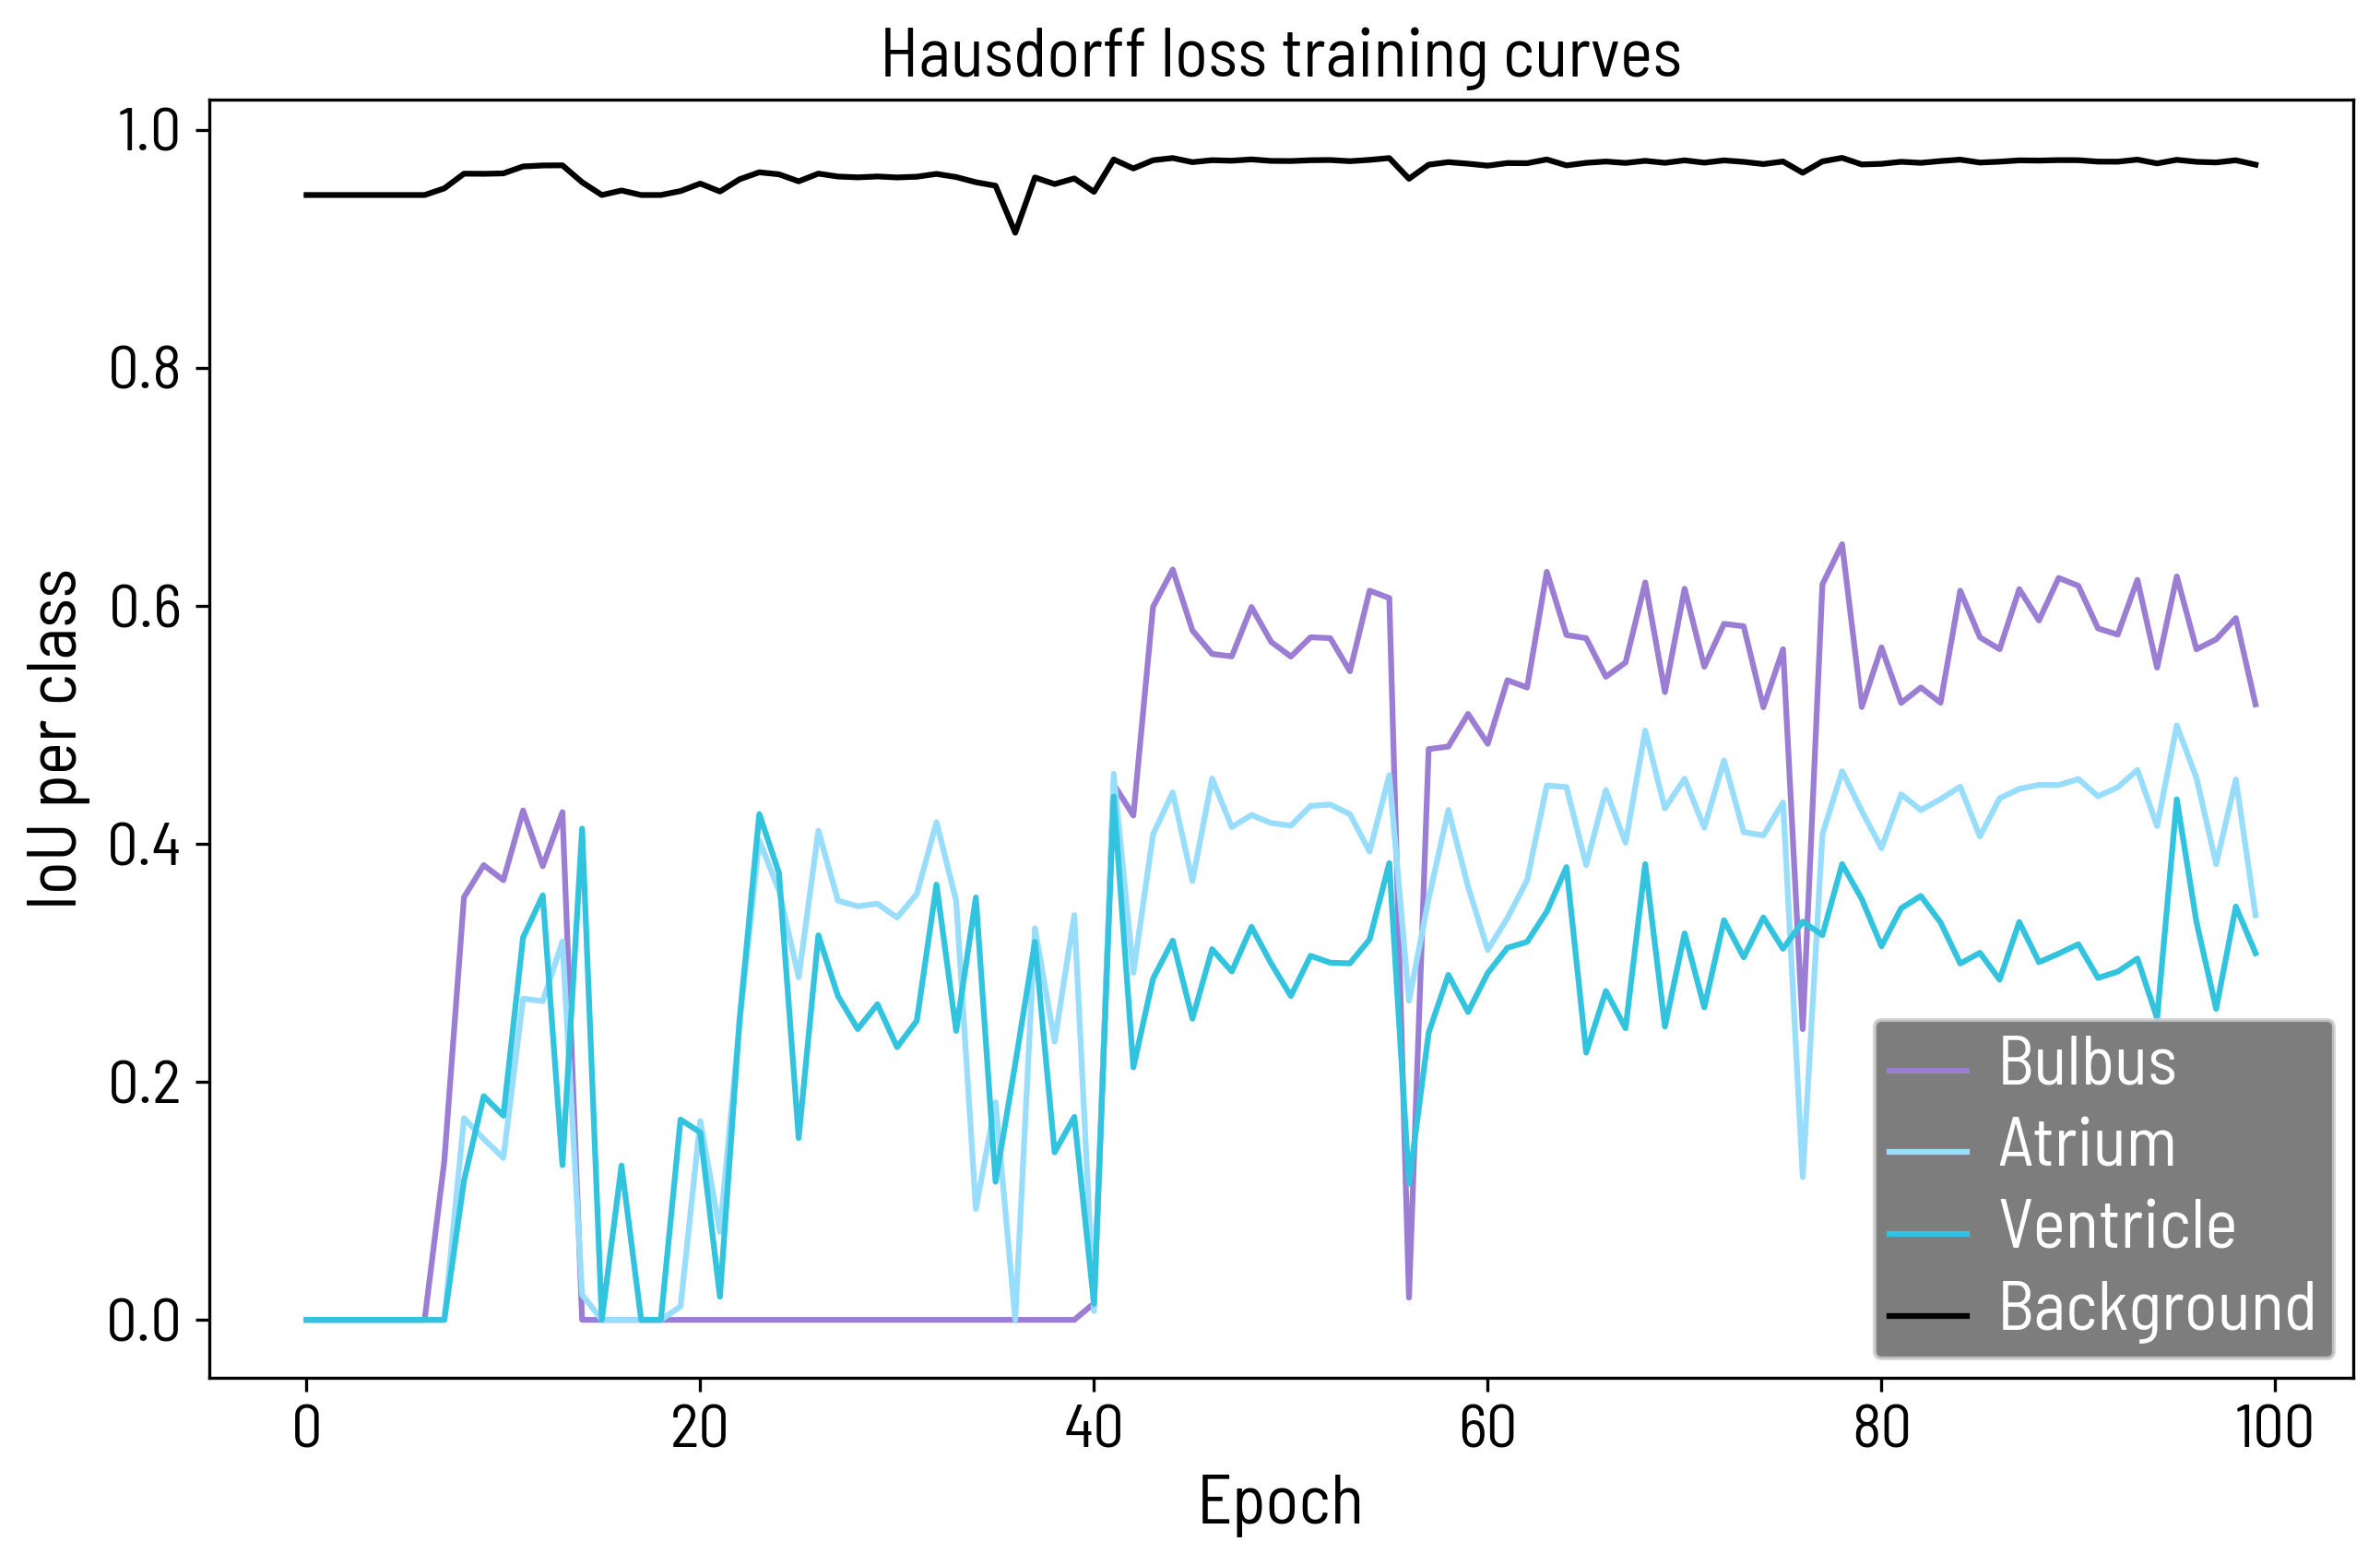 Hausdorff loss training curves
IoU per class
1.0
0.8
0.6
0.4
0.2
0.0
0 20 40 60 80 100
Epoch
Bulbus
Atrium
Ventricle
Background